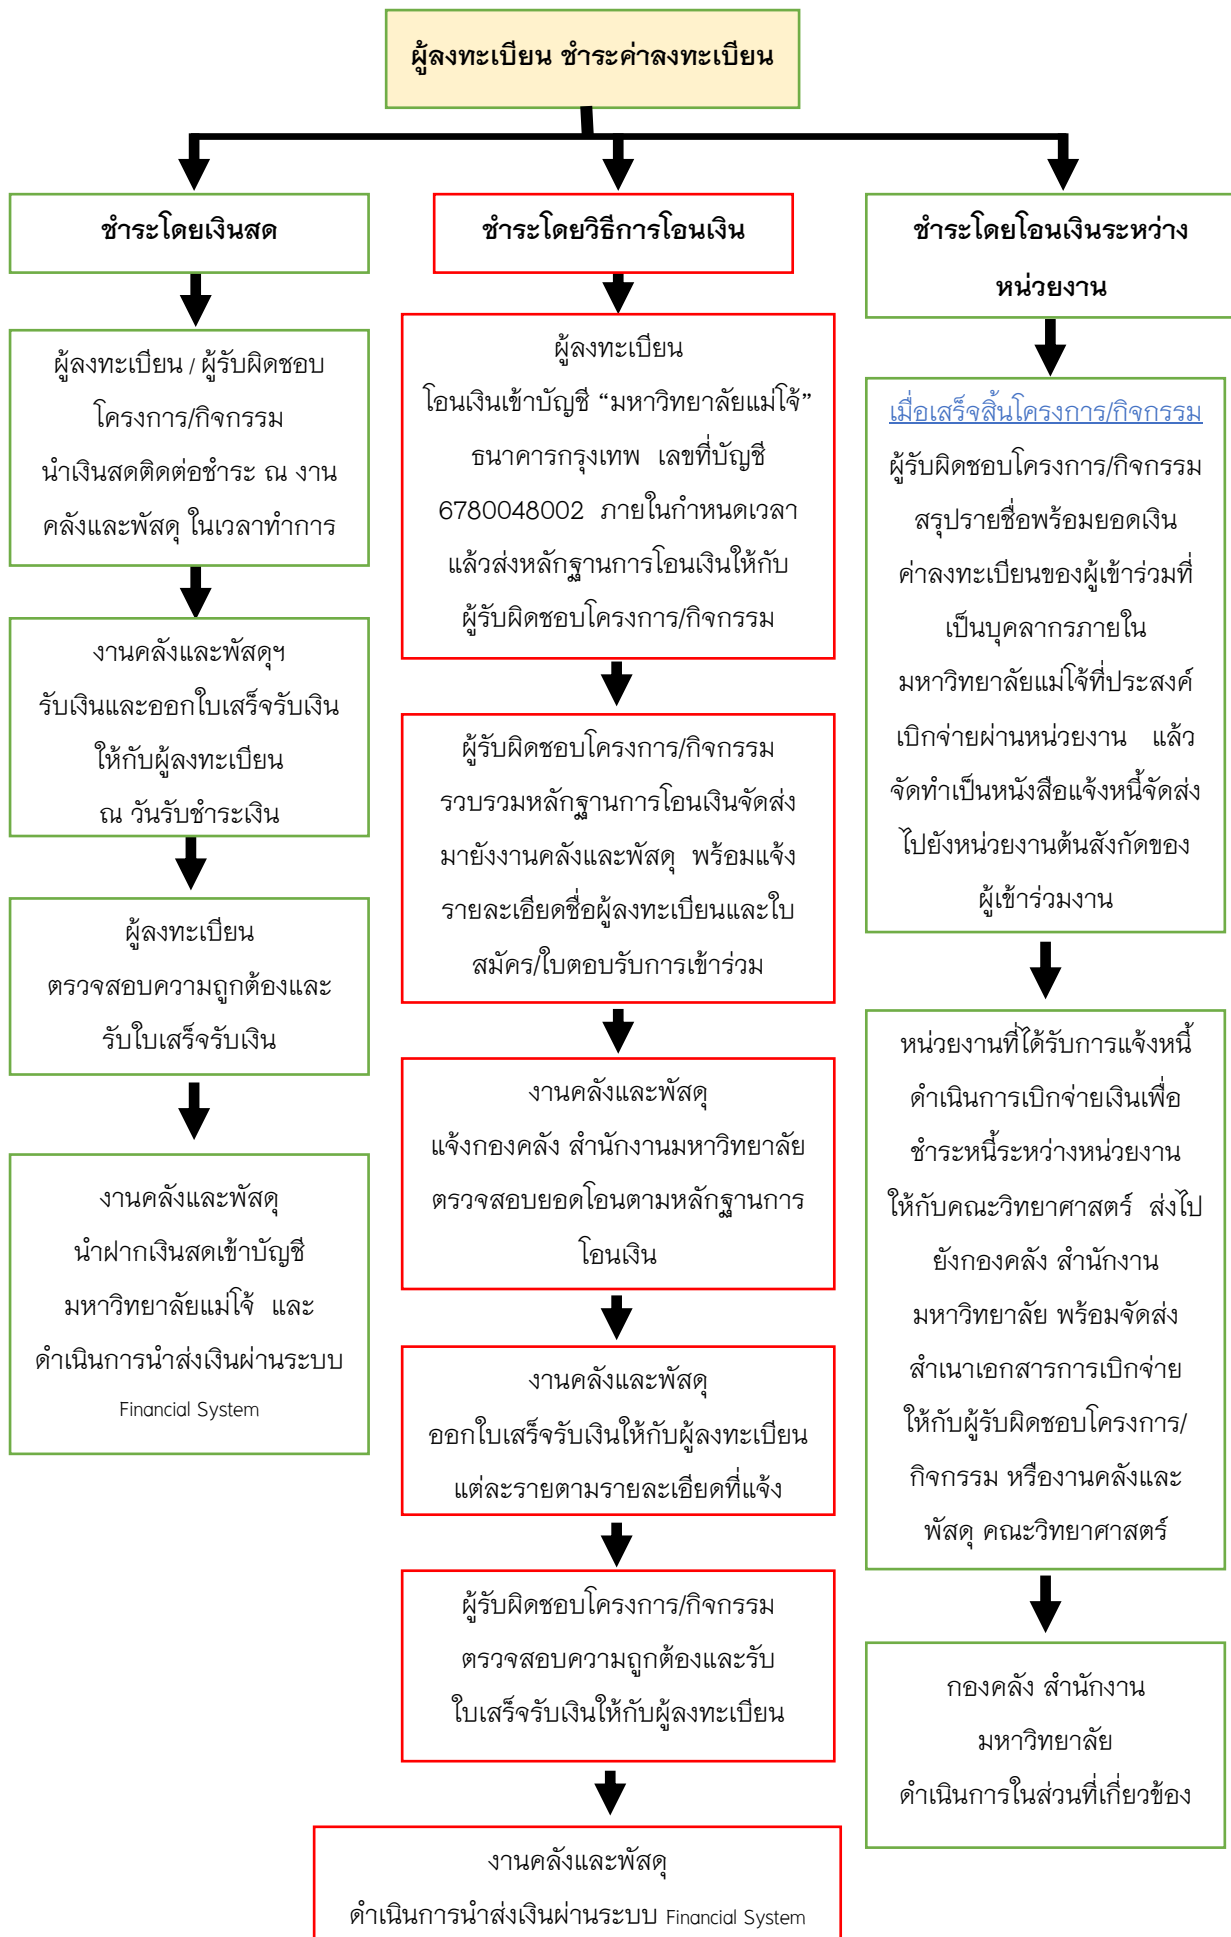 ผู้ลงทะเบียน ชำระค่าลงทะเบียน
ชำระโดยเงินสด
ผู้ลงทะเบียน / ผู้รับผิดชอบ
โครงการ/กิจกรรม
นำเงินสดติดต่อชำระ ณ งาน
คลังและพัสดุ ในเวลาทำการ
งานคลังและพัสดุฯ
รับเงินและออกใบเสร็จรับเงิน
ให้กับผู้ลงทะเบียน
ณ วันรับชำระเงิน
ผู้ลงทะเบียน
ตรวจสอบความถูกต้องและ
รับใบเสร็จรับเงิน
งานคลังและพัสดุ
นำฝากเงินสดเข้าบัญชี
มหาวิทยาลัยแม่โจ้ และ
ดำเนินการนำส่งเงินผ่านระบบ
Financial System
ชำระโดยวิธีการโอนเงิน
ผู้ลงทะเบียน
โอนเงินเข้าบัญชี “มหาวิทยาลัยแม่โจ้”
ธนาคารกรุงเทพ เลขที่บัญชี
6780048002 ภายในกำหนดเวลา
แล้วส่งหลักฐานการโอนเงินให้กับ
ผู้รับผิดชอบโครงการ/กิจกรรม
ผู้รับผิดชอบโครงการ/กิจกรรม
รวบรวมหลักฐานการโอนเงินจัดส่ง
มายังงานคลังและพัสดุ พร้อมแจ้ง
รายละเอียดชื่อผู้ลงทะเบียนและใบ
สมัคร/ใบตอบรับการเข้าร่วม
งานคลังและพัสดุ
แจ้งกองคลัง สำนักงานมหาวิทยาลัย
ตรวจสอบยอดโอนตามหลักฐานการ
โอนเงิน
งานคลังและพัสดุ
ออกใบเสร็จรับเงินให้กับผู้ลงทะเบียน
แต่ละรายตามรายละเอียดที่แจ้ง
ผู้รับผิดชอบโครงการ/กิจกรรม
ตรวจสอบความถูกต้องและรับ
ใบเสร็จรับเงินให้กับผู้ลงทะเบียน
งานคลังและพัสดุ
ดำเนินการนำส่งเงินผ่านระบบ Financial System
ชำระโดยโอนเงินระหว่าง
หน่วยงาน
เมื่อเสร็จสิ้นโครงการ/กิจกรรม
ผู้รับผิดชอบโครงการ/กิจกรรม
สรุปรายชื่อพร้อมยอดเงิน
ค่าลงทะเบียนของผู้เข้าร่วมที่
เป็นบุคลากรภายใน
มหาวิทยาลัยแม่โจ้ที่ประสงค์
เบิกจ่ายผ่านหน่วยงาน แล้ว
จัดทำเป็นหนังสือแจ้งหนี้จัดส่ง
ไปยังหน่วยงานต้นสังกัดของ
ผู้เข้าร่วมงาน
หน่วยงานที่ได้รับการแจ้งหนี้
ดำเนินการเบิกจ่ายเงินเพื่อ
ชำระหนี้ระหว่างหน่วยงาน
ให้กับคณะวิทยาศาสตร์ ส่งไป
ยังกองคลัง สำนักงาน
มหาวิทยาลัย พร้อมจัดส่ง
สำเนาเอกสารการเบิกจ่าย
ให้กับผู้รับผิดชอบโครงการ/
กิจกรรม หรืองานคลังและ
พัสดุ คณะวิทยาศาสตร์
กองคลัง สำนักงาน
มหาวิทยาลัย
ดำเนินการในส่วนที่เกี่ยวข้อง